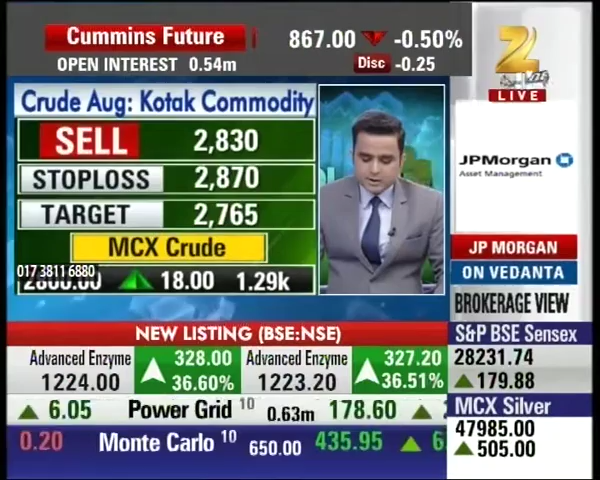 Cummins Future 867.00 -0.50%
OPEN INTEREST 0.54m Disc -0.25
LIVE
Crude Aug: Kotak Commodity
SELL 2,830
STOPLOSS 2,870
TARGET 2,765
MCX Crude
017 3811 6880
2800.00 18.00 1.29k
JPMorgan
Asset Management
JP MORGAN
ON VEDANTA
BROKERAGE VIEW
NEW LISTING (BSE:NSE)
Advanced Enzyme 328.00 Advanced Enzyme 327.20
1224.00 36.60% 1223.20 36.51%
6.05 Power Grid 10 0.63m 178.60
0.20 Monte Carlo 10 650.00 435.95 6
S&P BSE Sensex
28231.74
179.88
MCX Silver
47985.00
505.00